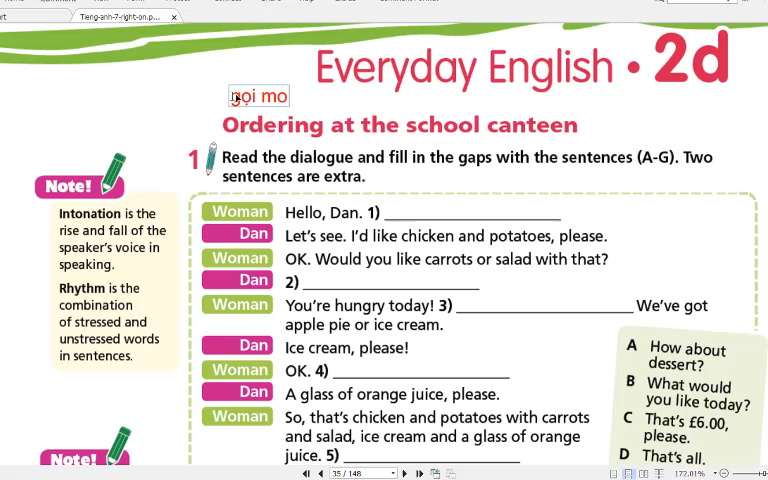 Tieng-anh-7-right-on.p...
Everyday English • 2d
gọi mo
Ordering at the school canteen
1 Read the dialogue and fill in the gaps with the sentences (A-G). Two
sentences are extra.
Note!
Intonation is the
rise and fall of the
speaker's voice in
speaking.
Rhythm is the
combination
of stressed and
unstressed words
in sentences.
Note!
Woman Hello, Dan. 1) ____________________
Dan Let's see. I'd like chicken and potatoes, please.
Woman OK. Would you like carrots or salad with that?
Dan 2) ____________________
Woman You're hungry today! 3) ____________________ We've got
apple pie or ice cream.
Dan Ice cream, please!
Woman OK. 4) ____________________
Dan A glass of orange juice, please.
Woman So, that's chicken and potatoes with carrots
and salad, ice cream and a glass of orange
juice. 5) ____________________
A How about
dessert?
B What would
you like today?
C That's £6.00,
please.
D That's all.
35 / 148
172.01%